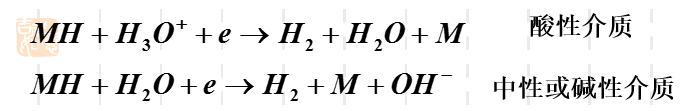 MH + H₃O⁺ + e → H₂ + H₂O + M 酸性介质
MH + H₂O + e → H₂ + M + OH⁻ 中性或碱性介质